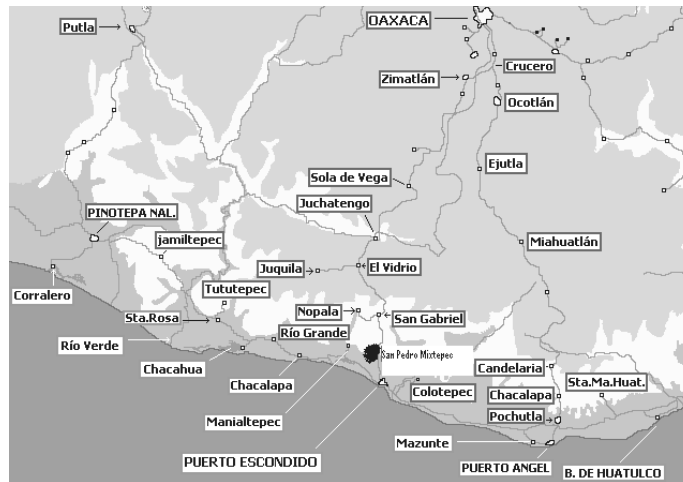 OAXACA
Putla
Crucero
Zimatlán
Ocotlán
Ejutla
Sola de Vega
Juchatengo
PINOTEPA NAL.
jamiltepec
Miahuatlán
Juquila
El Vidrio
Corralero
Tututepec
Nopala
San Gabriel
Sta.Rosa
Río Grande
Río Verde
San Pedro Mixtepec
Chacahua
Candelaria
Sta.Ma.Huat.
Chacalapa
Colotepec
Chacalapa
Manialtepec
Pochutla
Mazunte
PUERTO ESCONDIDO
PUERTO ANGEL
B. DE HUATULCO